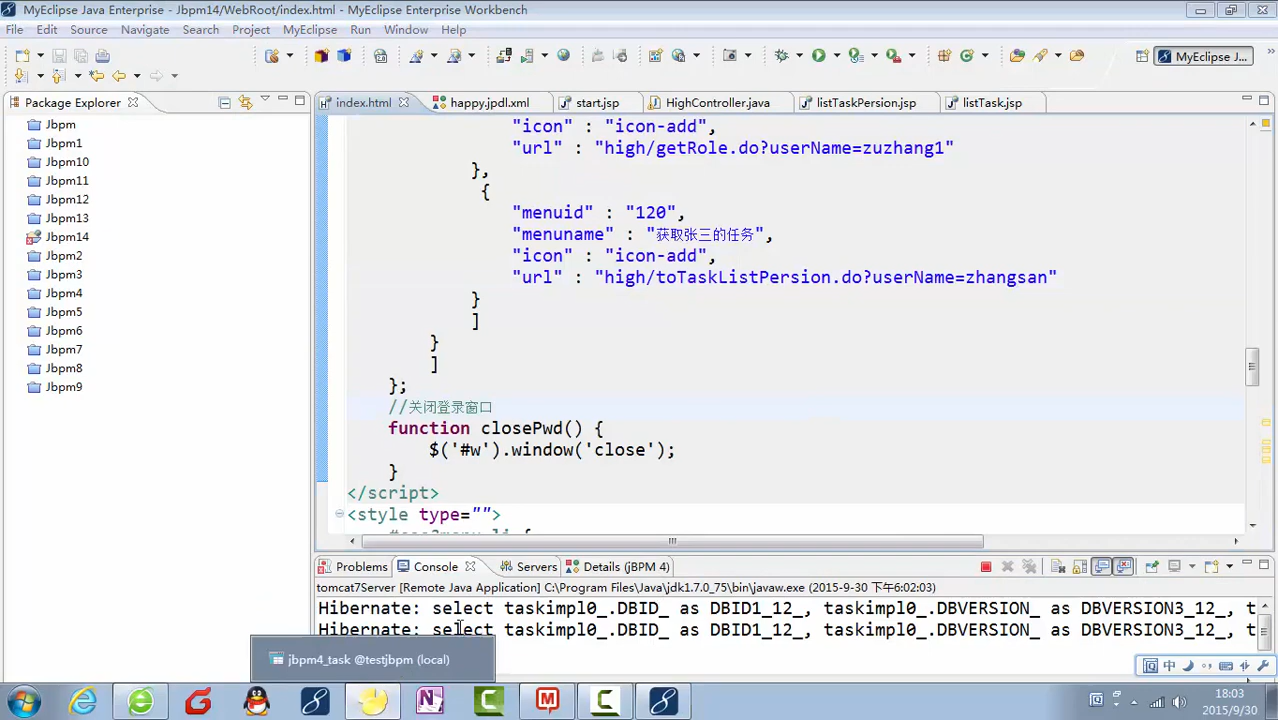 MyEclipse Java Enterprise - Jbpm14/WebRoot/index.html - MyEclipse Enterprise Workbench
File Edit Source Navigate Search Project MyEclipse Run Window Help
MyEclipse J...
Package Explorer
index.html happy.jpdl.xml start.jsp HighController.java listTaskPersion.jsp listTask.jsp
Jbpm
Jbpm1
Jbpm10
Jbpm11
Jbpm12
Jbpm13
Jbpm14
Jbpm2
Jbpm3
Jbpm4
Jbpm5
Jbpm6
Jbpm7
Jbpm8
Jbpm9
"icon" : "icon-add",
"url" : "high/getRole.do?userName=zuzhang1"
},
{
"menuid" : "120",
"menuname" : "获取张三的任务",
"icon" : "icon-add",
"url" : "high/toTaskListPersion.do?userName=zhangsan"
}
]
}
]
};
//关闭登录窗口
function closePwd() {
$('#w').window('close');
}
</script>
<style type="">
Problems Console Servers Details (jBPM 4)
tomcat7Server [Remote Java Application] C:\Program Files\Java\jdk1.7.0_75\bin\javaw.exe (2015-9-30 下午6:02:03)
Hibernate: select taskimpl0_.DBID_ as DBID1_12_, taskimpl0_.DBVERSION_ as DBVERSION3_12_, t
Hibernate: select taskimpl0_.DBID_ as DBID1_12_, taskimpl0_.DBVERSION_ as DBVERSION3_12_, t
jbpm4_task @testjbpm (local)
中
18:03
2015/9/30